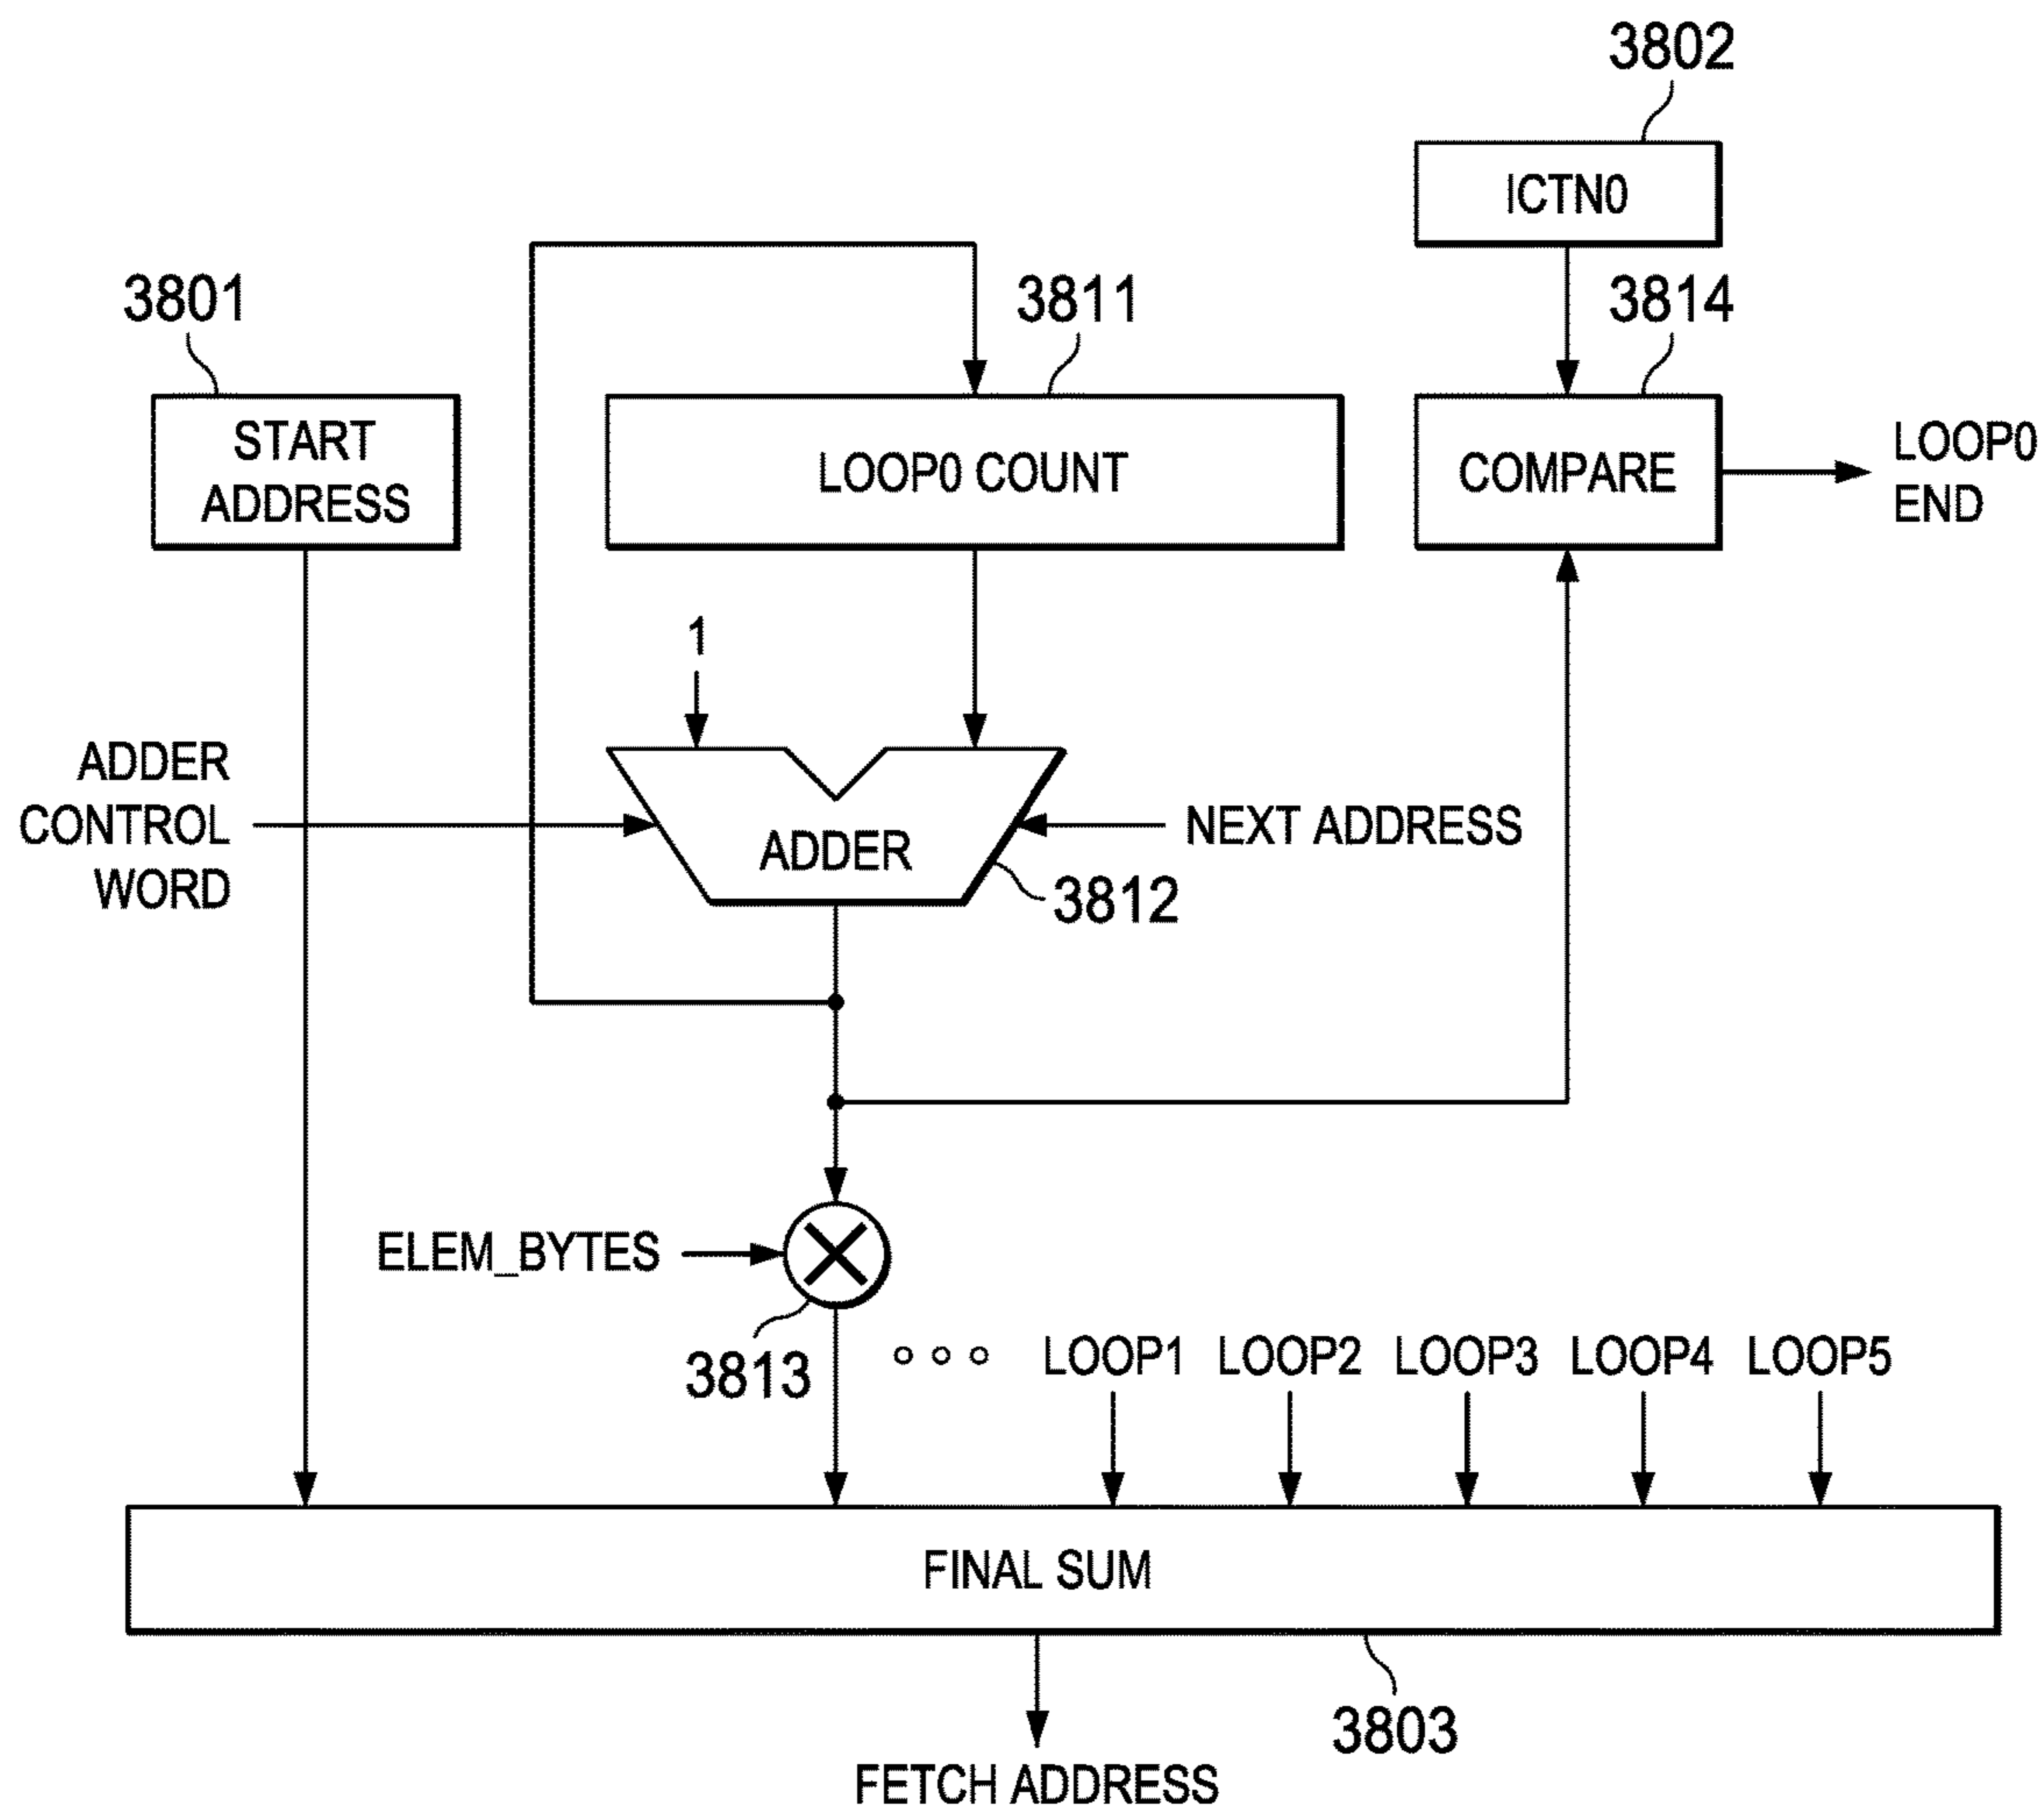 3802
ICTN0
3801
3811
3814
START
ADDRESS
LOOP0 COUNT
COMPARE
LOOP0
END
1
ADDER
CONTROL
WORD
ADDER
NEXT ADDRESS
3812
ELEM_BYTES
3813
LOOP1 LOOP2 LOOP3 LOOP4 LOOP5
FINAL SUM
3803
FETCH ADDRESS